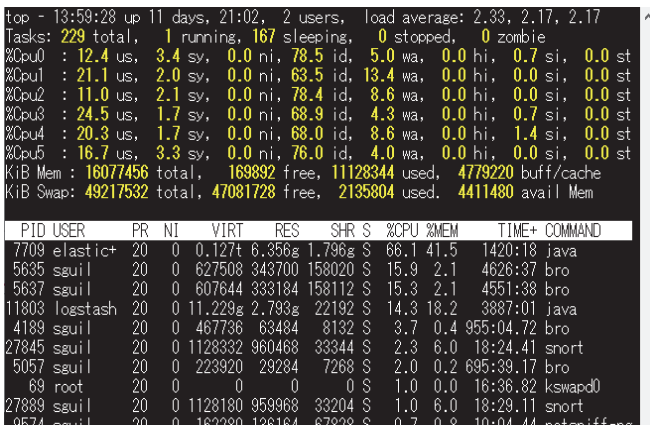 top - 13:59:28 up 11 days, 21:02,  2 users,  load average: 2.33, 2.17, 2.17
Tasks: 229 total,   1 running, 167 sleeping,   0 stopped,   0 zombie
%Cpu0  : 12.4 us,  3.4 sy,  0.0 ni, 78.5 id,  5.0 wa,  0.0 hi,  0.7 si,  0.0 st
%Cpu1  : 21.1 us,  2.0 sy,  0.0 ni, 63.5 id, 13.4 wa,  0.0 hi,  0.0 si,  0.0 st
%Cpu2  : 11.0 us,  2.1 sy,  0.0 ni, 78.4 id,  8.6 wa,  0.0 hi,  0.0 si,  0.0 st
%Cpu3  : 24.5 us,  1.7 sy,  0.0 ni, 68.9 id,  4.3 wa,  0.0 hi,  0.7 si,  0.0 st
%Cpu4  : 20.3 us,  1.7 sy,  0.0 ni, 68.0 id,  8.6 wa,  0.0 hi,  1.4 si,  0.0 st
%Cpu5  : 16.7 us,  3.3 sy,  0.0 ni, 76.0 id,  4.0 wa,  0.0 hi,  0.0 si,  0.0 st
KiB Mem : 16077456 total,   169892 free, 11128344 used,  4779220 buff/cache
KiB Swap: 49217532 total, 47081728 free,  2135804 used.  4411480 avail Mem
PID USER      PR  NI    VIRT    RES    SHR S  %CPU %MEM     TIME+ COMMAND
7709 elastic+  20   0  0.127t 6.356g 1.796g S  66.1 41.5   1420:18 java
5635 sguil     20   0  627508 343700 158020 S  15.9  2.1   4626:37 bro
5637 sguil     20   0  607644 333184 158112 S  15.3  2.1   4551:38 bro
11803 logstash  20   0 11.229g 2.793g  22192 S  14.3 18.2   3887:01 java
4189 sguil     20   0  467736  63484   8132 S   3.7  0.4 955:04.72 bro
27845 sguil     20   0 1128332 960468  33344 S   2.3  6.0  18:24.41 snort
5057 sguil     20   0  223920  29284   7268 S   2.0  0.2 695:39.17 bro
69 root      20   0       0      0      0 S   1.0  0.0  16:36.82 kswapd0
27889 sguil     20   0 1128180 959968  33204 S   1.0  6.0  18:29.11 snort
9574 sguil     20   0  162280 136164  67828 S   0.7  0.8  10:04.44 netsniff-ng